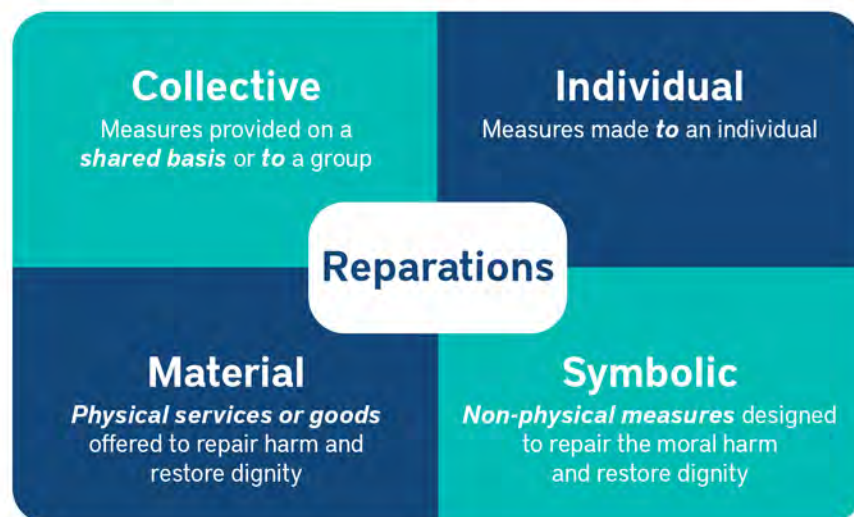 Collective
Measures provided on a
shared basis or to a group
Individual
Measures made to an individual
Reparations
Material
Physical services or goods
offered to repair harm and
restore dignity
Symbolic
Non-physical measures designed
to repair the moral harm
and restore dignity